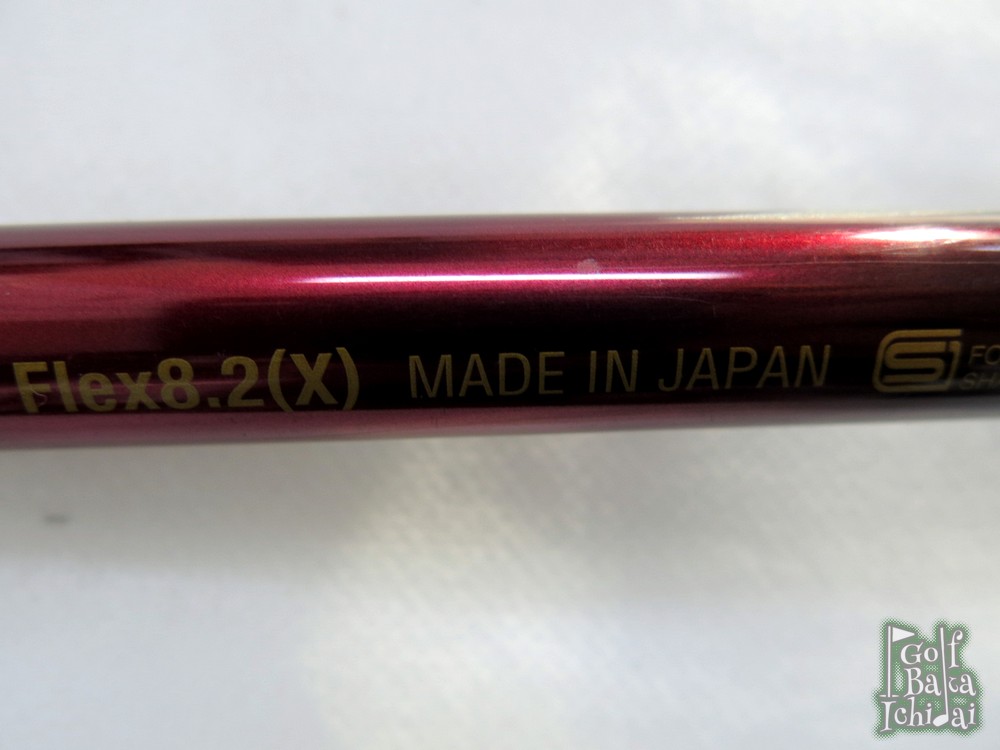 Flex8.2(X) MADE IN JAPAN
Golf
Baka
Ichidai